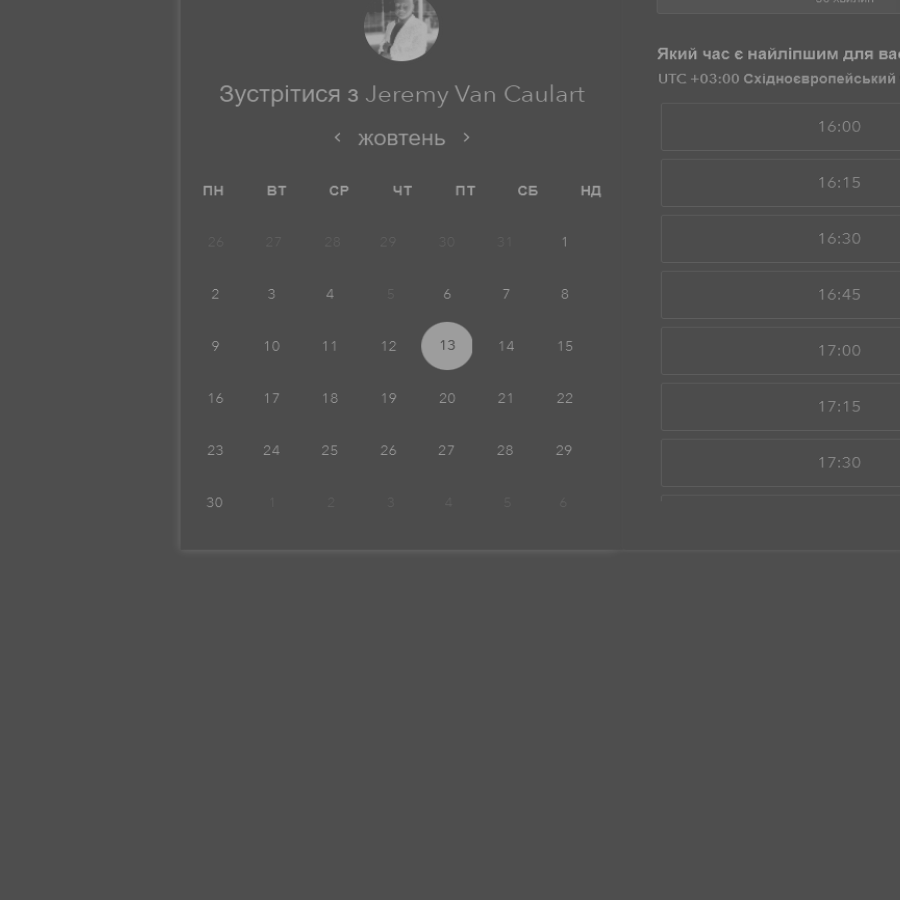 Зустрітися з Jeremy Van Caulart
жовтень
ПН ВТ СР ЧТ ПТ СБ НД
26 27 28 29 30 31 1
2 3 4 5 6 7 8
9 10 11 12 13 14 15
16 17 18 19 20 21 22
23 24 25 26 27 28 29
30 1 2 3 4 5 6
Який час є найліпшим для
UTC +03:00 Східноєвропейський
16:00
16:15
16:30
16:45
17:00
17:15
17:30